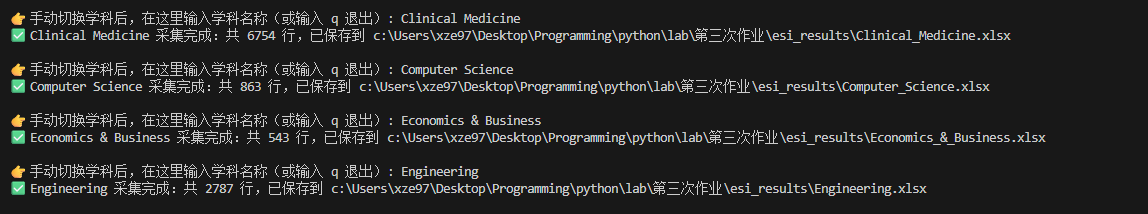 👉 手动切换学科后，在这里输入学科名称（或输入 q 退出）: Clinical Medicine
✅ Clinical Medicine 采集完成：共 6754 行，已保存到 c:\Users\xze97\Desktop\Programming\python\lab\第三次作业\esi_results\Clinical_Medicine.xlsx
👉 手动切换学科后，在这里输入学科名称（或输入 q 退出）: Computer Science
✅ Computer Science 采集完成：共 863 行，已保存到 c:\Users\xze97\Desktop\Programming\python\lab\第三次作业\esi_results\Computer_Science.xlsx
👉 手动切换学科后，在这里输入学科名称（或输入 q 退出）: Economics & Business
✅ Economics & Business 采集完成：共 543 行，已保存到 c:\Users\xze97\Desktop\Programming\python\lab\第三次作业\esi_results\Economics_&_Business.xlsx
👉 手动切换学科后，在这里输入学科名称（或输入 q 退出）: Engineering
✅ Engineering 采集完成：共 2787 行，已保存到 c:\Users\xze97\Desktop\Programming\python\lab\第三次作业\esi_results\Engineering.xlsx